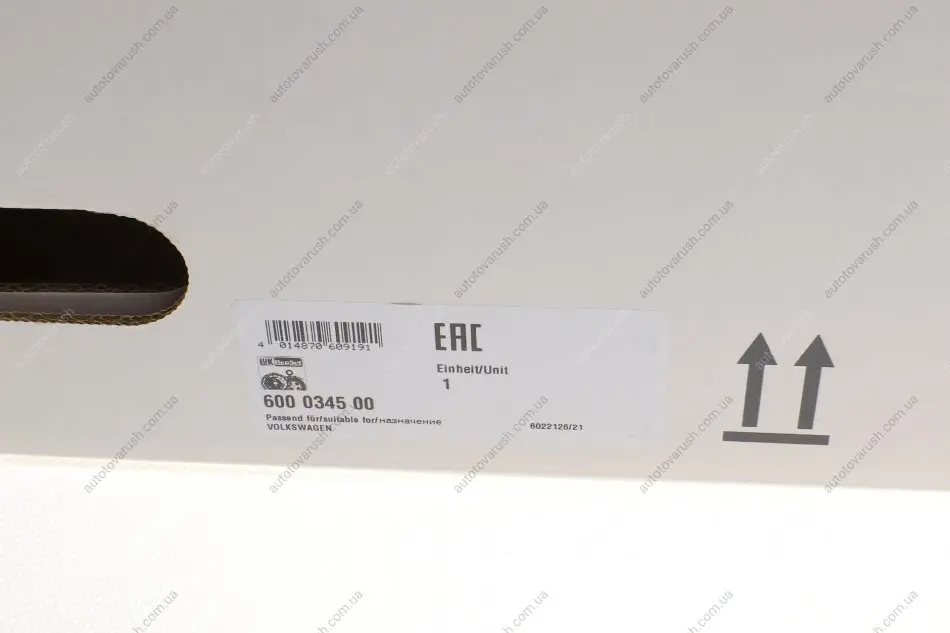 4 014870 609191
EAC
LUK RepSet
Einheit/Unit
1
600 0345 00
Passend für/suitable for/назначение
VOLKSWAGEN
6022126/21
autotovarush.com.ua